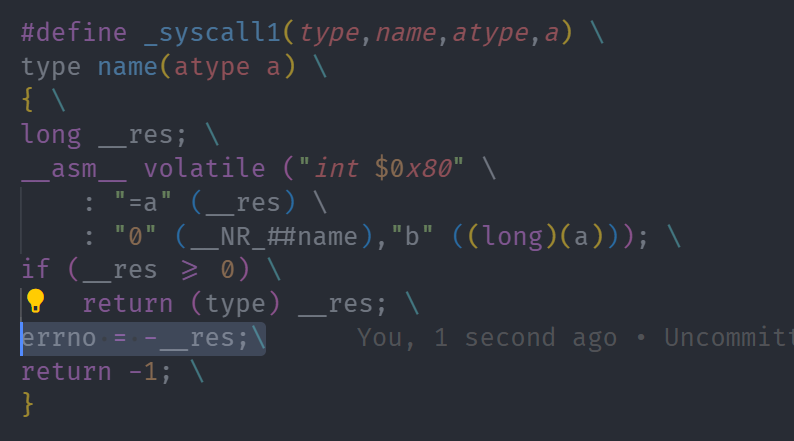 #define _syscall1(type,name,atype,a) \
type name(atype a) \
{ \
long __res; \
__asm__ volatile ("int $0x80" \
    : "=a" (__res) \
    : "0" (__NR_##name),"b" ((long)(a))); \
if (__res >= 0) \
    return (type) __res; \
errno = -__res;\ You, 1 second ago • Uncommitt
return -1; \
}